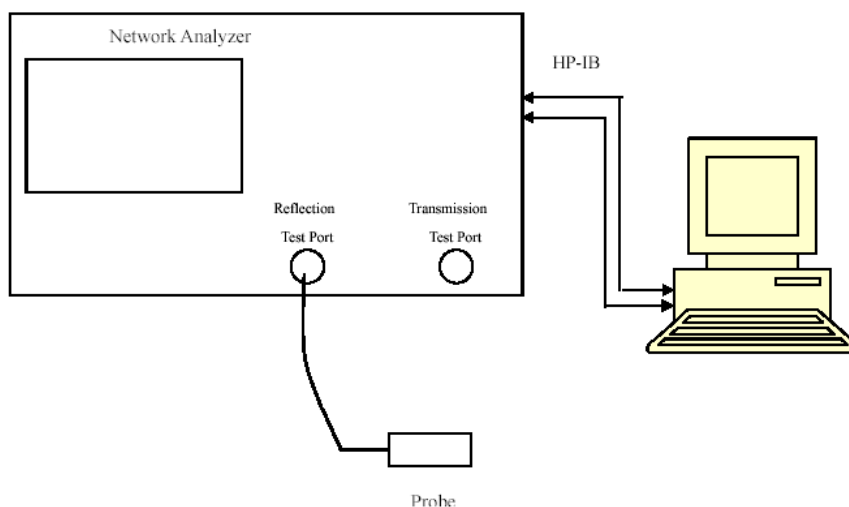 Network Analyzer
HP-IB
Reflection
Test Port
Transmission
Test Port
Probe